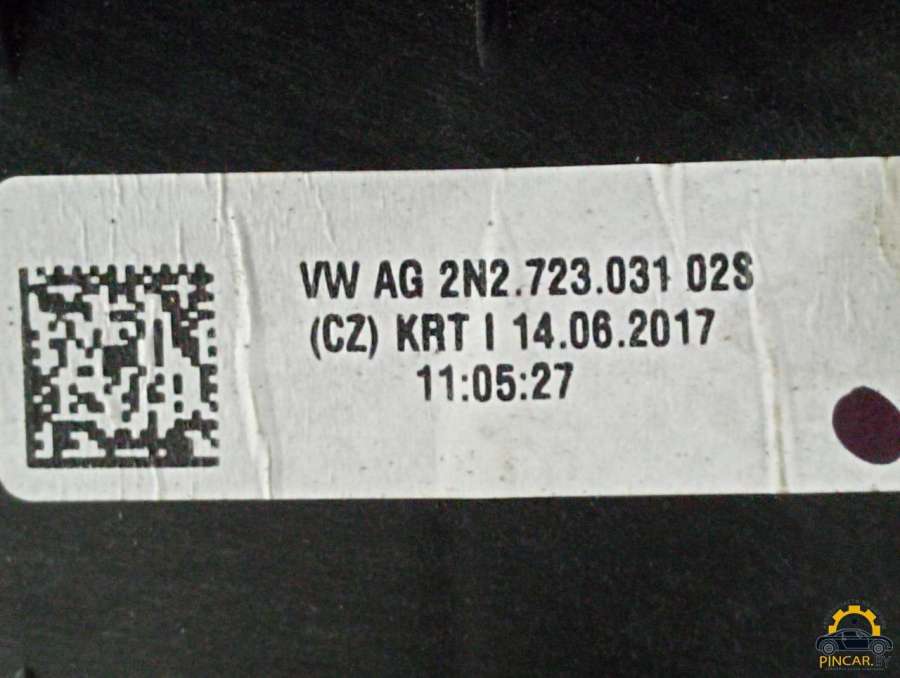 VW AG 2N2.723.031 02S
(CZ) KRT I 14.06.2017
11:05:27
PINCAR.BY